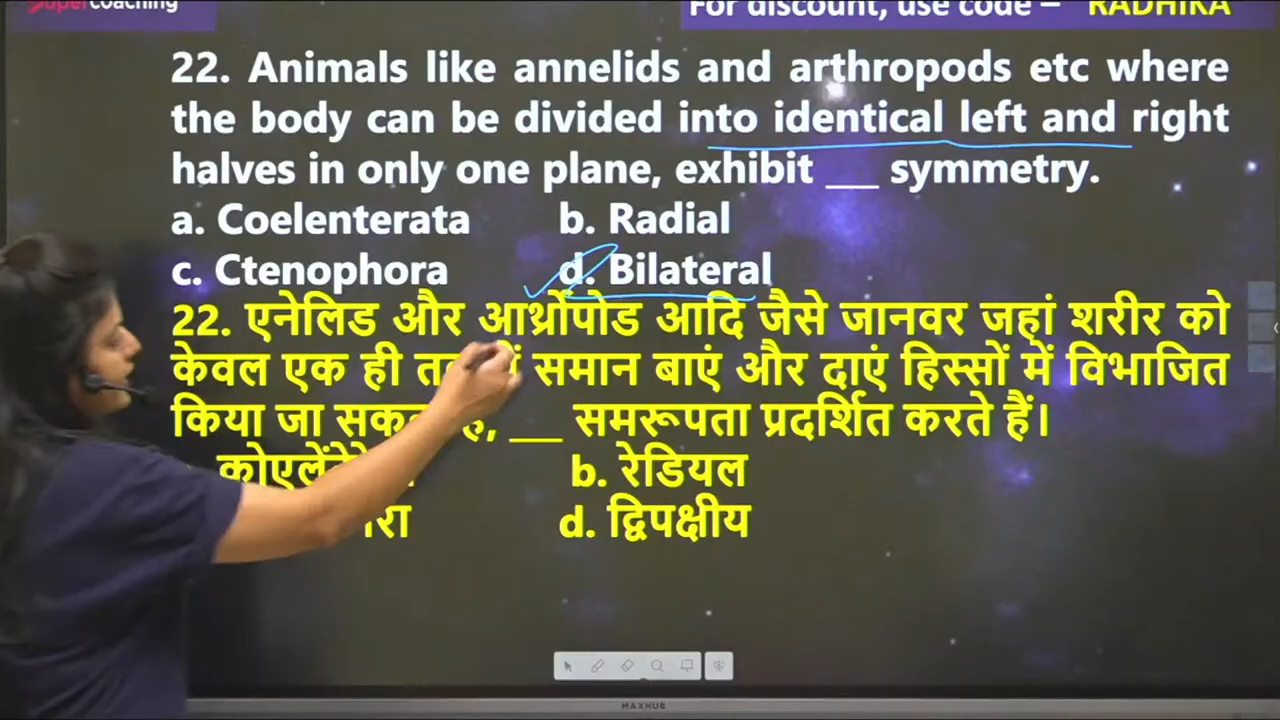 Supercoaching
For discount, use code – RADHIKA
22. Animals like annelids and arthropods etc where
the body can be divided into identical left and right
halves in only one plane, exhibit ___ symmetry.
a. Coelenterata b. Radial
c. Ctenophora d. Bilateral
22. एनेलिड और आर्थ्रोपोड आदि जैसे जानवर जहां शरीर को
केवल एक ही समान बाएं और दाएं हिस्सों में विभाजित
किया जा ___ समरूपता प्रदर्शित करते हैं।
b. रेडियल
d. द्विपक्षीय
MAXHUB